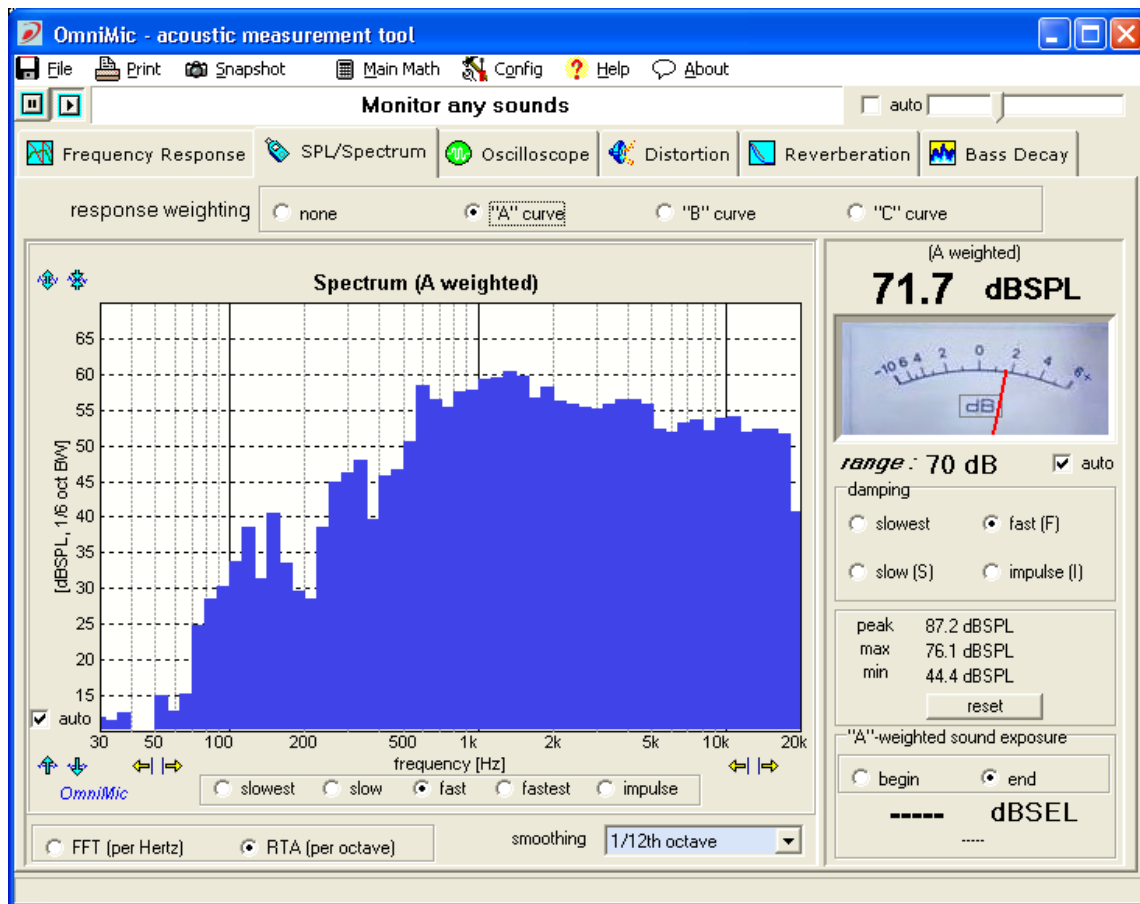 OmniMic - acoustic measurement tool
File Print Snapshot Main Math Config Help About
Monitor any sounds auto
Frequency Response SPL/Spectrum Oscilloscope Distortion Reverberation Bass Decay
response weighting none "A" curve "B" curve "C" curve
Spectrum (A weighted)
[dBSPL, 1/6 oct BW]
65
60
55
50
45
40
35
30
25
20
15
auto
30 50 100 200 500 1k 2k 5k 10k 20k
frequency [Hz]
OmniMic
slowest slow fast fastest impulse
FFT (per Hertz) RTA (per octave) smoothing 1/12th octave
(A weighted)
71.7 dBSPL
-10 6 4 2 0 2 4 6+
dB
range : 70 dB auto
damping
slowest fast (F)
slow (S) impulse (I)
peak 87.2 dBSPL
max 76.1 dBSPL
min 44.4 dBSPL
reset
"A"-weighted sound exposure
begin end
----- dBSEL
----